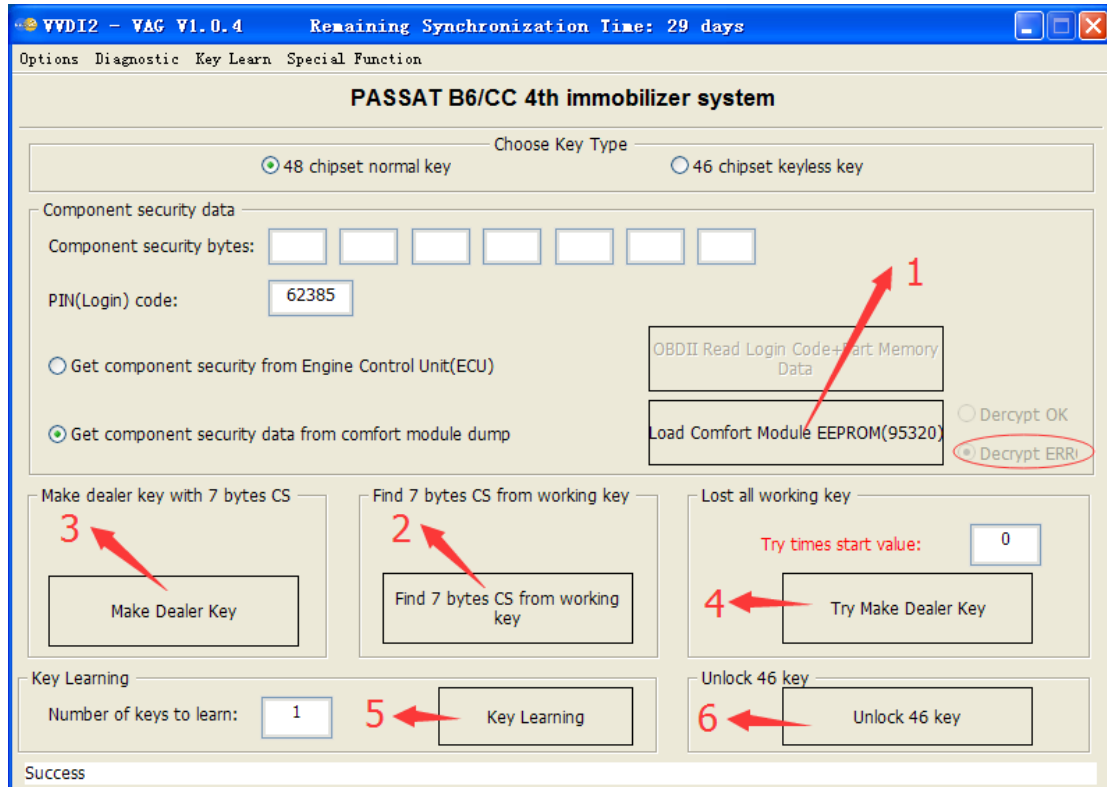 VVDI2 - VAG V1.0.4 Remaining Synchronization Time: 29 days
Options Diagnostic Key Learn Special Function
PASSAT B6/CC 4th immobilizer system
Choose Key Type
48 chipset normal key 46 chipset keyless key
Component security data
Component security bytes:
1
PIN(Login) code: 62385
OBDII Read Login Code+Part Memory
Data
Get component security from Engine Control Unit(ECU)
Dercypt OK
Get component security data from comfort module dump
Load Comfort Module EEPROM(95320)
Decrypt ERR
Make dealer key with 7 bytes CS
3
Make Dealer Key
Find 7 bytes CS from working key
2
Find 7 bytes CS from working
key
Lost all working key
Try times start value: 0
4
Try Make Dealer Key
Key Learning
Number of keys to learn: 1
5
Key Learning
Unlock 46 key
6
Unlock 46 key
Success